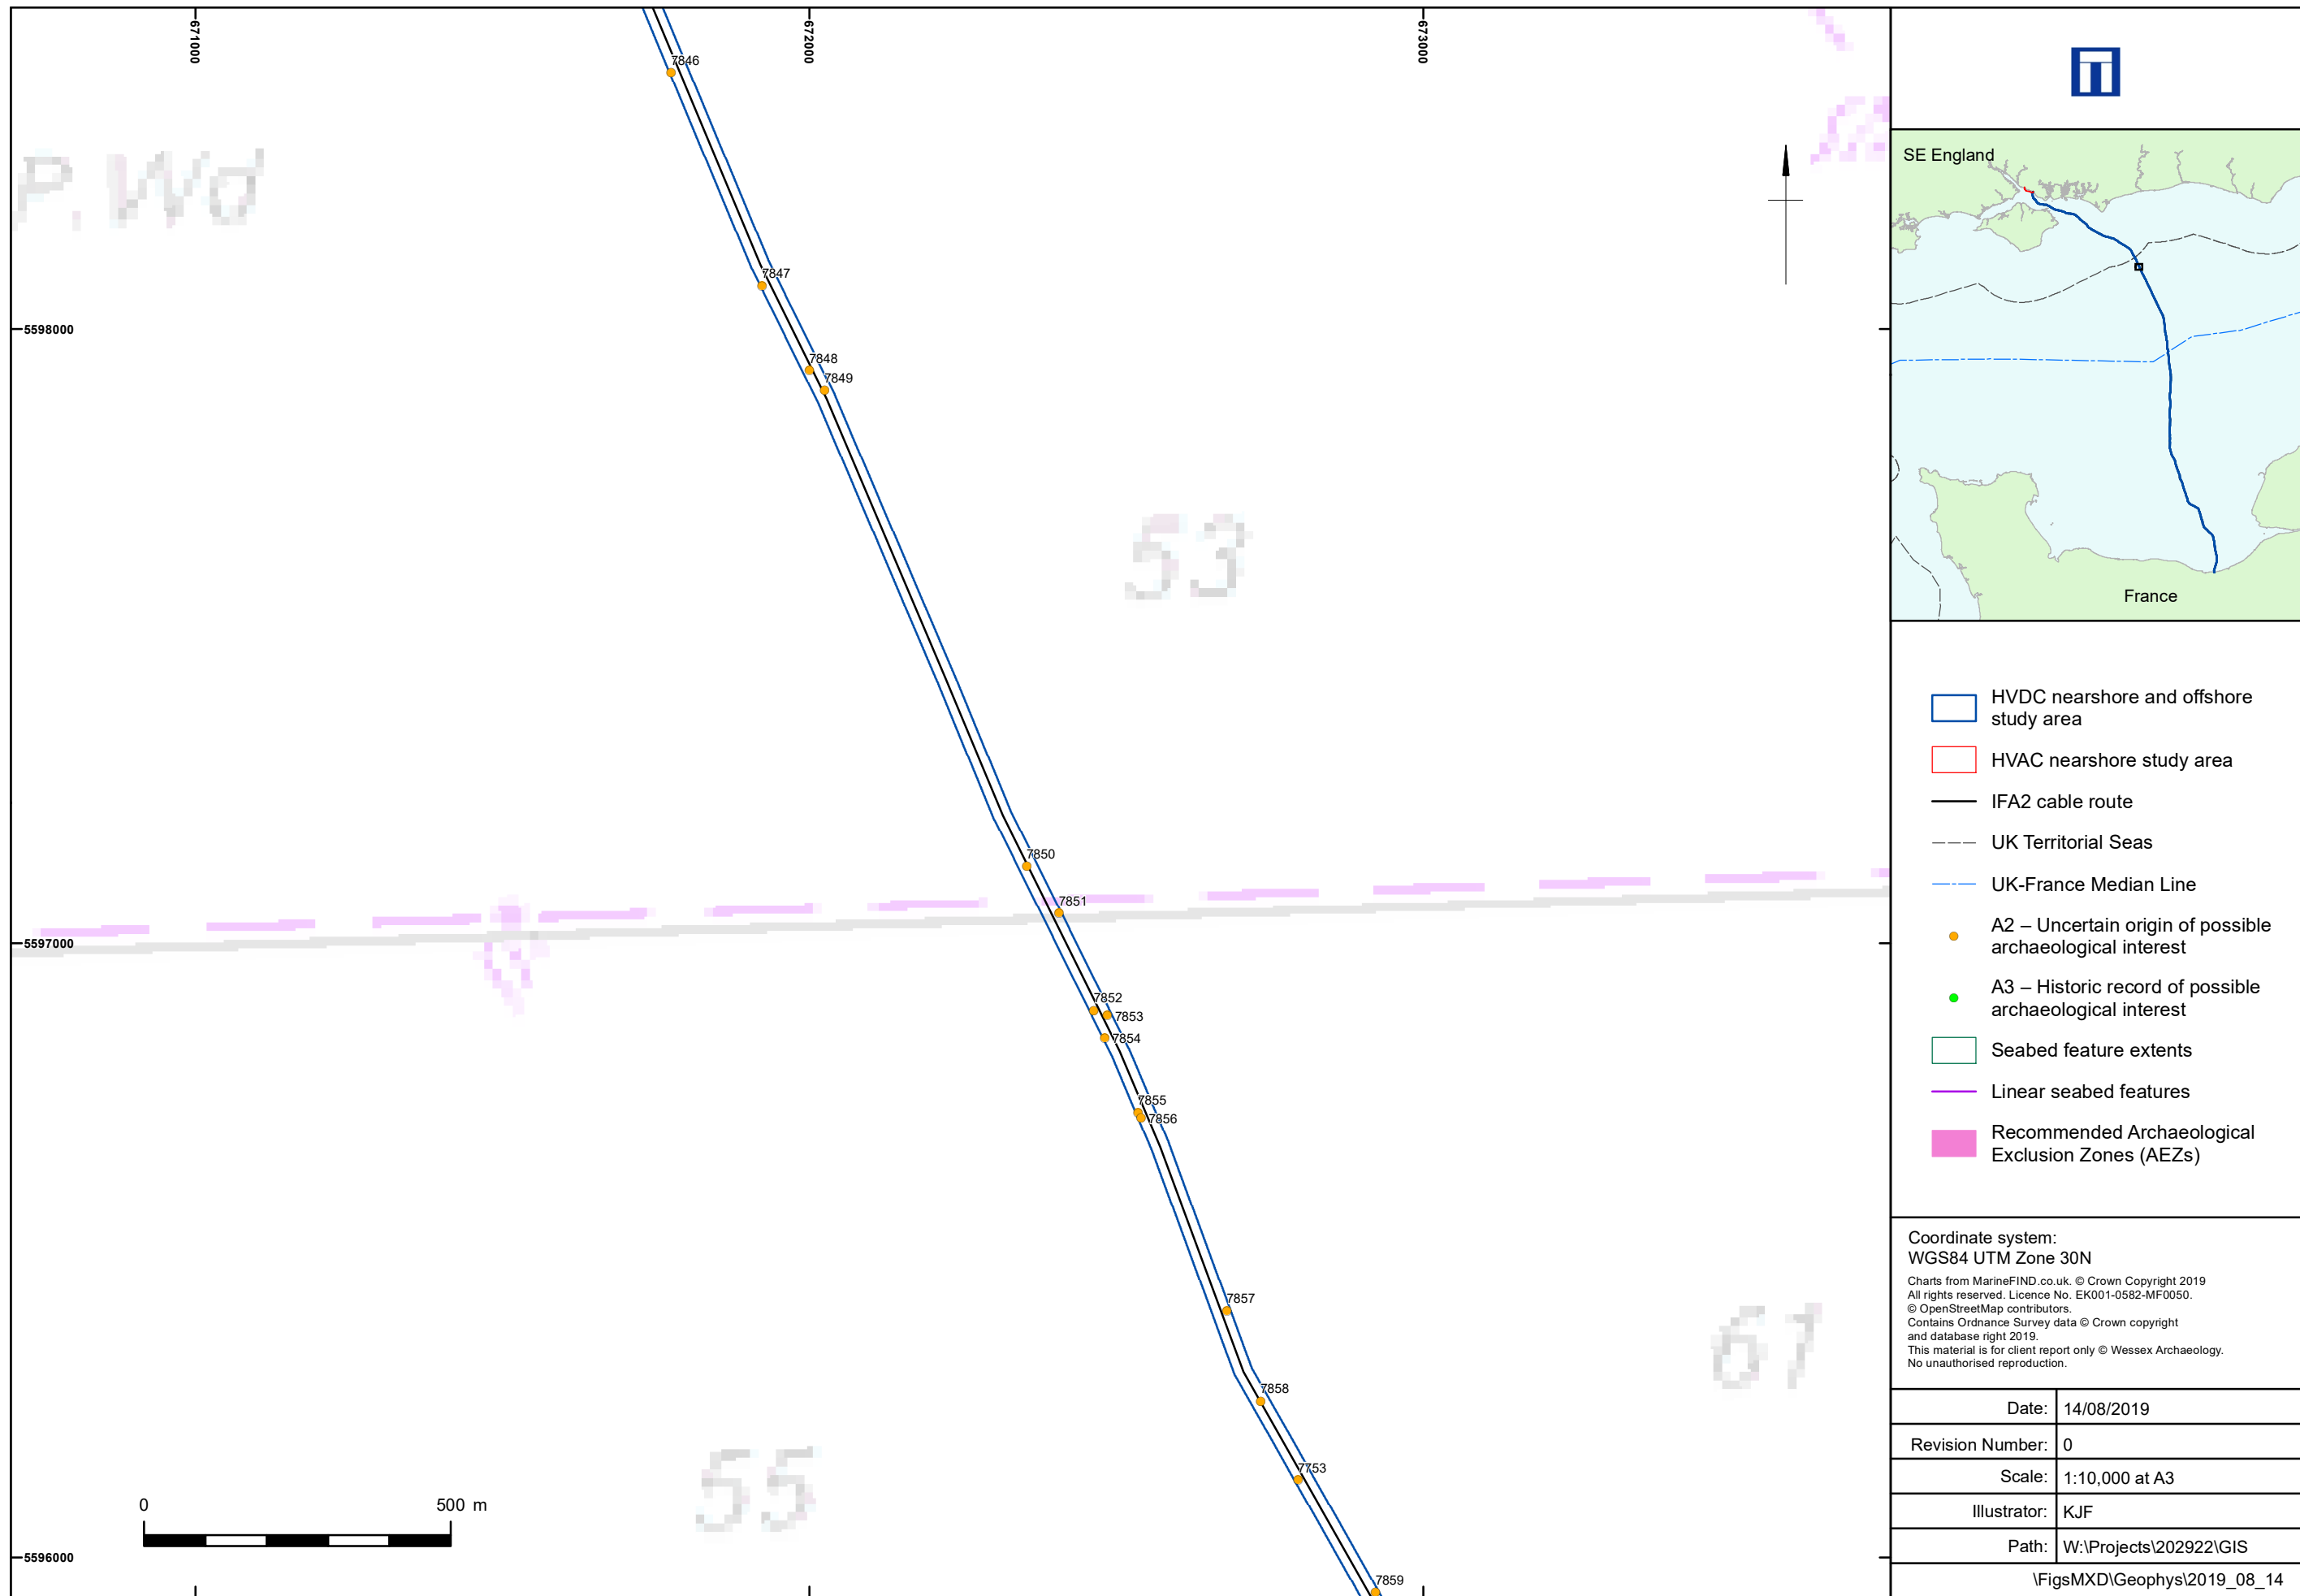 671000
672000
673000
7846
P. Wd
7847
5598000
7848
7849
53
7850
7851
5597000
7852
7853
7854
7855
7856
7857
61
7858
7753
55
0 500 m
5596000
7859
SE England
France
HVDC nearshore and offshore
study area
HVAC nearshore study area
IFA2 cable route
UK Territorial Seas
UK-France Median Line
A2 – Uncertain origin of possible
archaeological interest
A3 – Historic record of possible
archaeological interest
Seabed feature extents
Linear seabed features
Recommended Archaeological
Exclusion Zones (AEZs)
Coordinate system:
WGS84 UTM Zone 30N
Charts from MarineFIND.co.uk. © Crown Copyright 2019
All rights reserved. Licence No. EK001-0582-MF0050.
© OpenStreetMap contributors.
Contains Ordnance Survey data © Crown copyright
and database right 2019.
This material is for client report only © Wessex Archaeology.
No unauthorised reproduction.
Date: 14/08/2019
Revision Number: 0
Scale: 1:10,000 at A3
Illustrator: KJF
Path: W:\Projects\202922\GIS
\FigsMXD\Geophys\2019_08_14